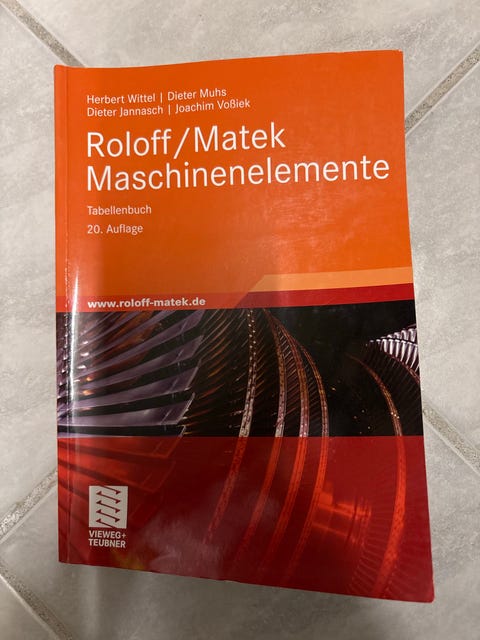 Herbert Wittel | Dieter Muhs
Dieter Jannasch | Joachim Voßiek
Roloff/Matek
Maschinenelemente
Tabellenbuch
20. Auflage
www.roloff-matek.de
VIEWEG+
TEUBNER